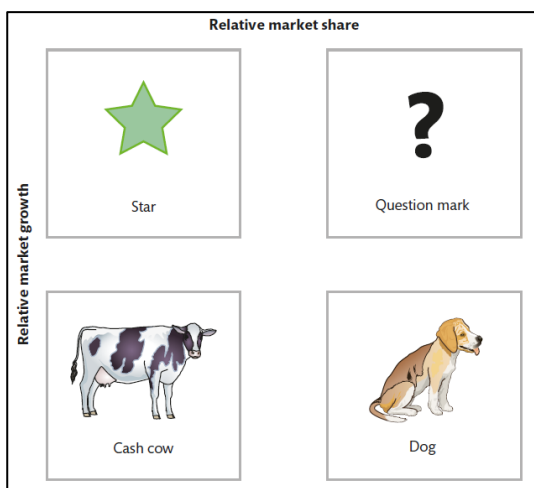 Relative market share
Relative market growth
?
Star
Question mark
Cash cow
Dog